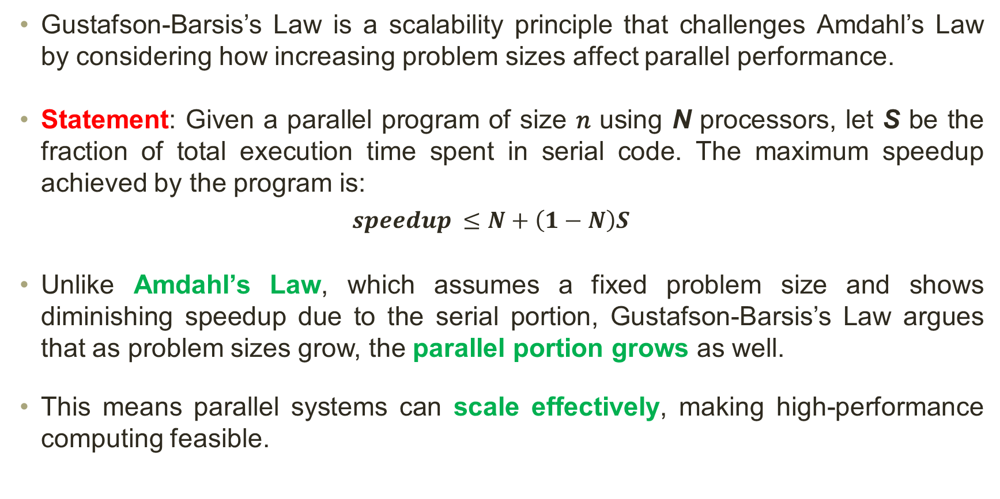 • Gustafson-Barsis’s Law is a scalability principle that challenges Amdahl’s Law
by considering how increasing problem sizes affect parallel performance.
• Statement: Given a parallel program of size n using N processors, let S be the
fraction of total execution time spent in serial code. The maximum speedup
achieved by the program is:
speedup ≤ N + (1 − N)S
• Unlike Amdahl’s Law, which assumes a fixed problem size and shows
diminishing speedup due to the serial portion, Gustafson-Barsis’s Law argues
that as problem sizes grow, the parallel portion grows as well.
• This means parallel systems can scale effectively, making high-performance
computing feasible.